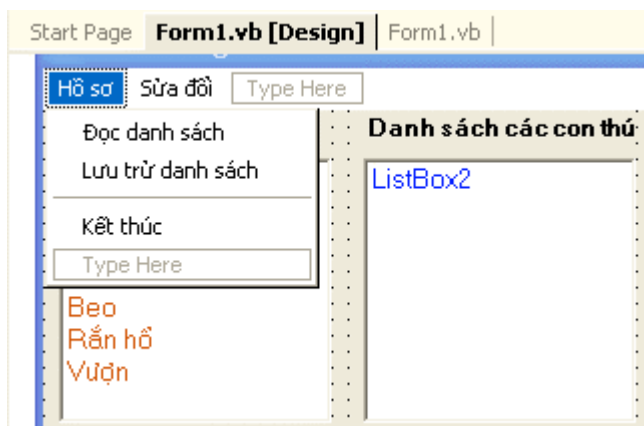 Start Page Form1.vb [Design] Form1.vb
Hồ sơ Sửa đổi Type Here
Đọc danh sách
Lưu trữ danh sách
Kết thúc
Type Here
Beo
Rắn hổ
Vượn
Danh sách các con thú
ListBox2